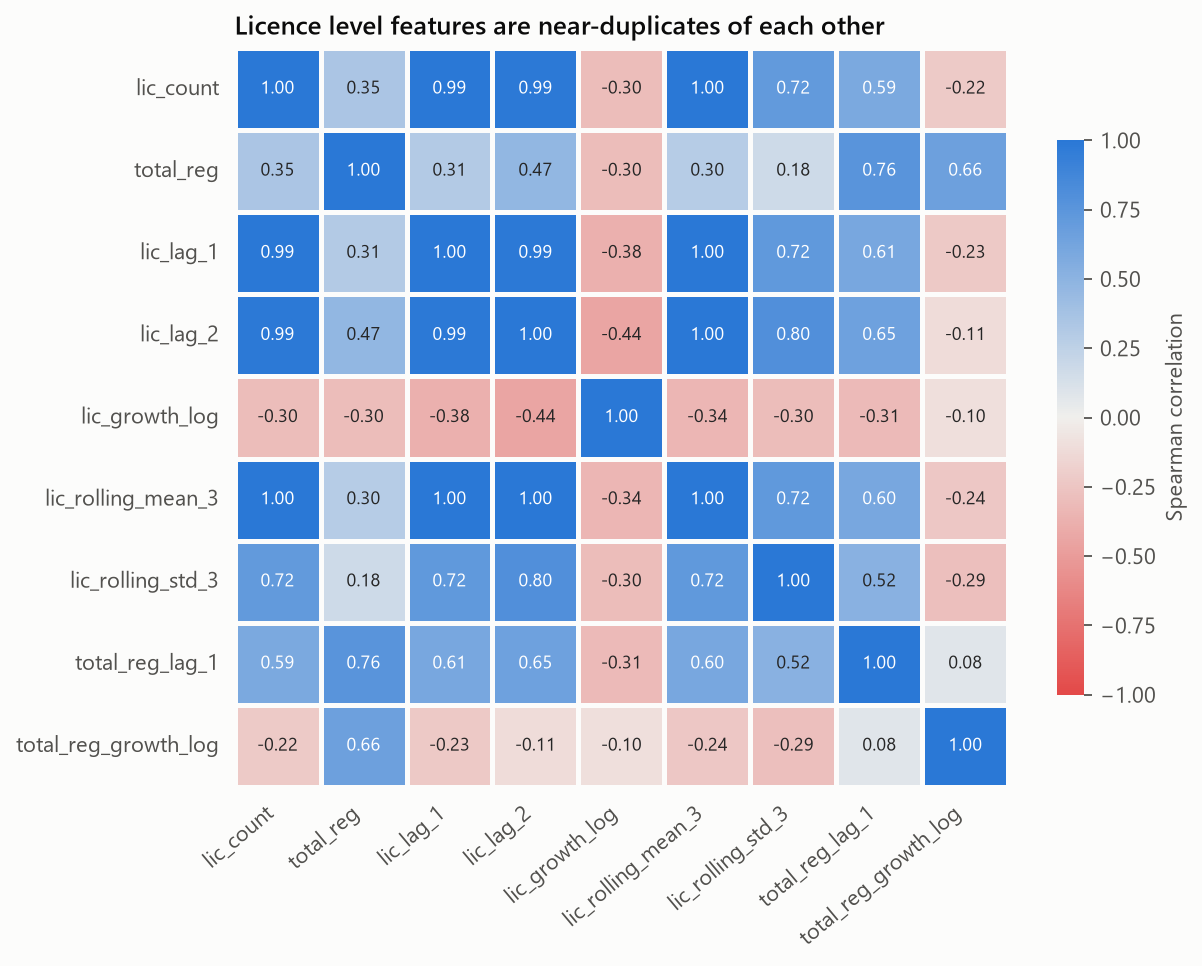 Licence level features are near-duplicates of each other
lic_count 1.00 0.35 0.99 0.99 -0.30 1.00 0.72 0.59 -0.22
total_reg 0.35 1.00 0.31 0.47 -0.30 0.30 0.18 0.76 0.66
lic_lag_1 0.99 0.31 1.00 0.99 -0.38 1.00 0.72 0.61 -0.23
lic_lag_2 0.99 0.47 0.99 1.00 -0.44 1.00 0.80 0.65 -0.11
lic_growth_log -0.30 -0.30 -0.38 -0.44 1.00 -0.34 -0.30 -0.31 -0.10
lic_rolling_mean_3 1.00 0.30 1.00 1.00 -0.34 1.00 0.72 0.60 -0.24
lic_rolling_std_3 0.72 0.18 0.72 0.80 -0.30 0.72 1.00 0.52 -0.29
total_reg_lag_1 0.59 0.76 0.61 0.65 -0.31 0.60 0.52 1.00 0.08
total_reg_growth_log -0.22 0.66 -0.23 -0.11 -0.10 -0.24 -0.29 0.08 1.00
lic_count
total_reg
lic_lag_1
lic_lag_2
lic_growth_log
lic_rolling_mean_3
lic_rolling_std_3
total_reg_lag_1
total_reg_growth_log
1.00
0.75
0.50
0.25
0.00
−0.25
−0.50
−0.75
−1.00
Spearman correlation